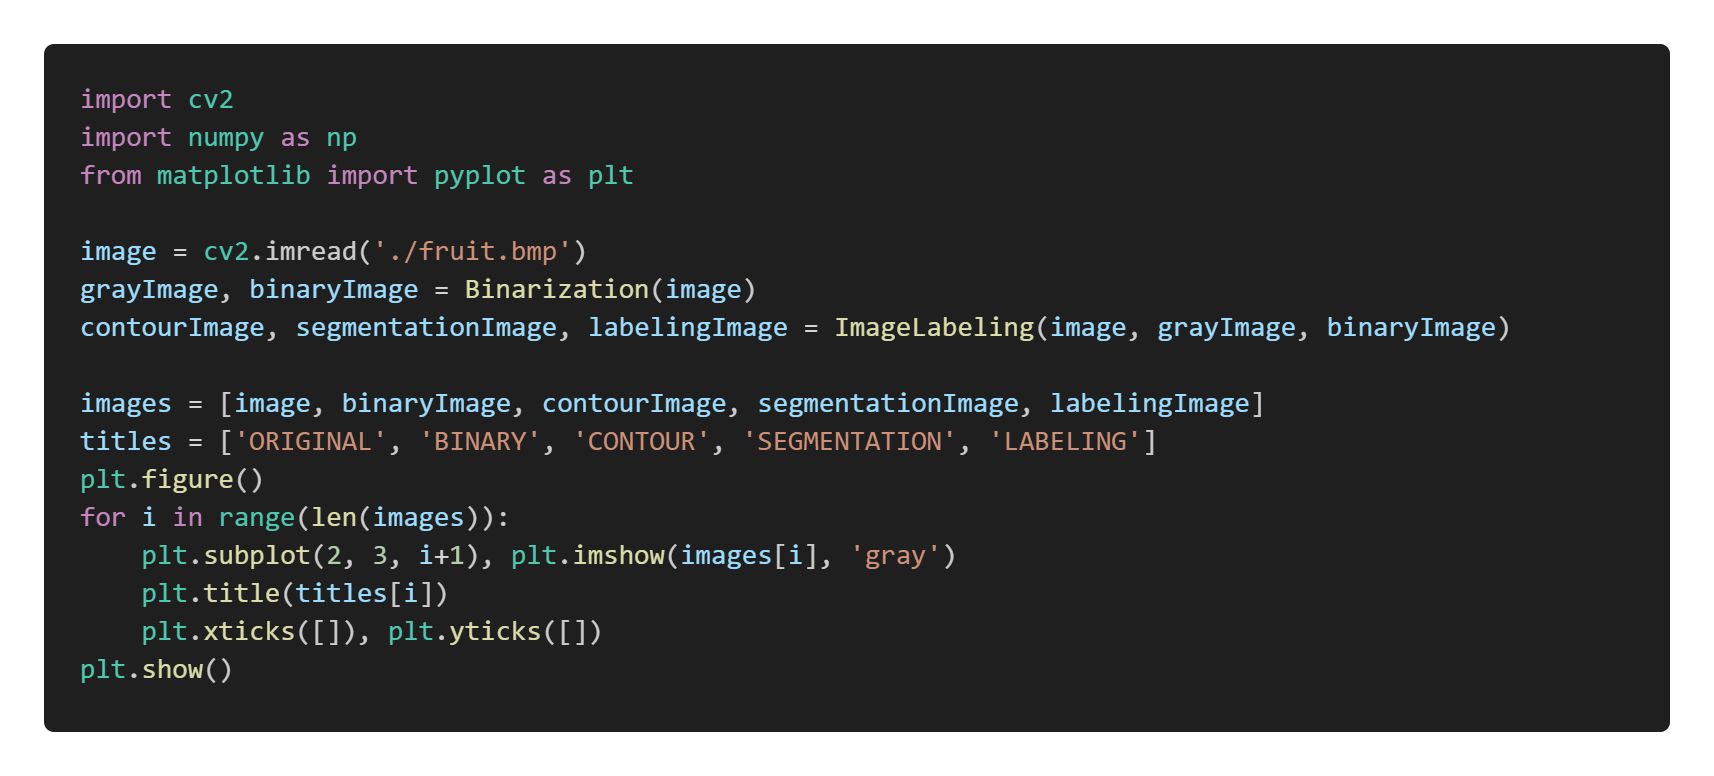 import cv2
import numpy as np
from matplotlib import pyplot as plt

image = cv2.imread('./fruit.bmp')
grayImage, binaryImage = Binarization(image)
contourImage, segmentationImage, labelingImage = ImageLabeling(image, grayImage, binaryImage)

images = [image, binaryImage, contourImage, segmentationImage, labelingImage]
titles = ['ORIGINAL', 'BINARY', 'CONTOUR', 'SEGMENTATION', 'LABELING']
plt.figure()
for i in range(len(images)):
    plt.subplot(2, 3, i+1), plt.imshow(images[i], 'gray')
    plt.title(titles[i])
    plt.xticks([]), plt.yticks([])
plt.show()